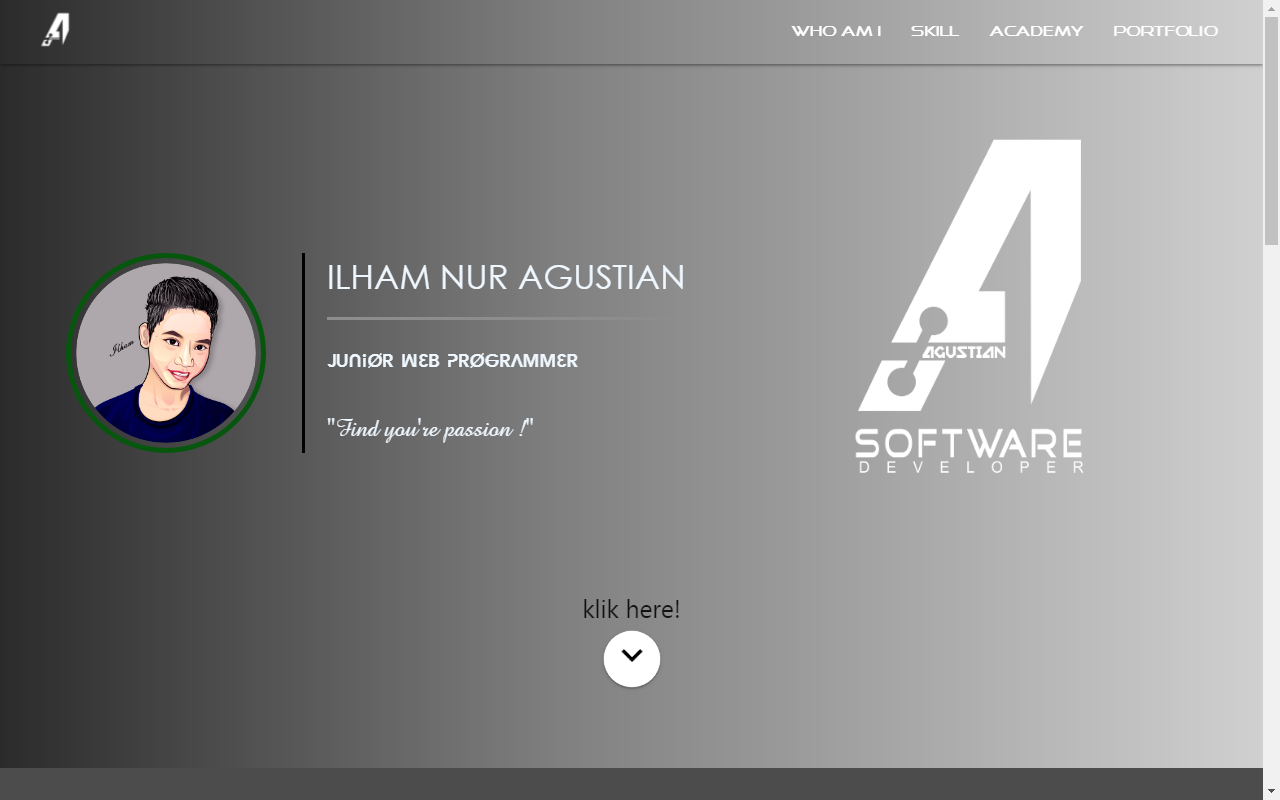 WHO AM I SKILL ACADEMY PORTFOLIO
ILHAM NUR AGUSTIAN
JUNIØR WEB PRØGRAMMER
"Find you're passion !"
Ilham
AGUSTIAN
SOFTWARE
DEVELOPER
klik here!